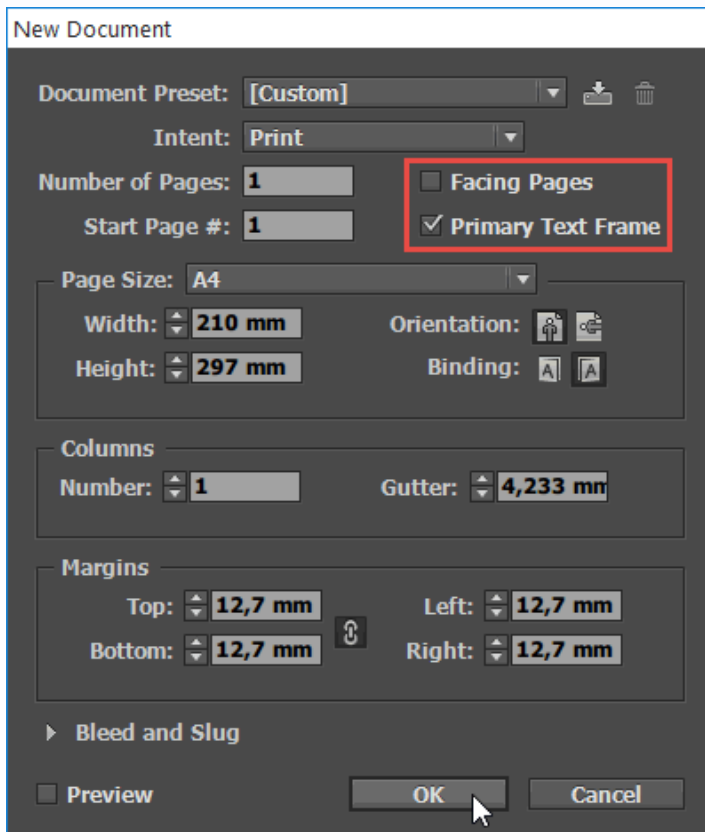 New Document
Document Preset: [Custom]
Intent: Print
Number of Pages: 1 Facing Pages
Start Page #: 1 Primary Text Frame
Page Size: A4
Width: 210 mm Orientation:
Height: 297 mm Binding: A A
Columns
Number: 1 Gutter: 4,233 mm
Margins
Top: 12,7 mm Left: 12,7 mm
Bottom: 12,7 mm Right: 12,7 mm
Bleed and Slug
Preview OK Cancel